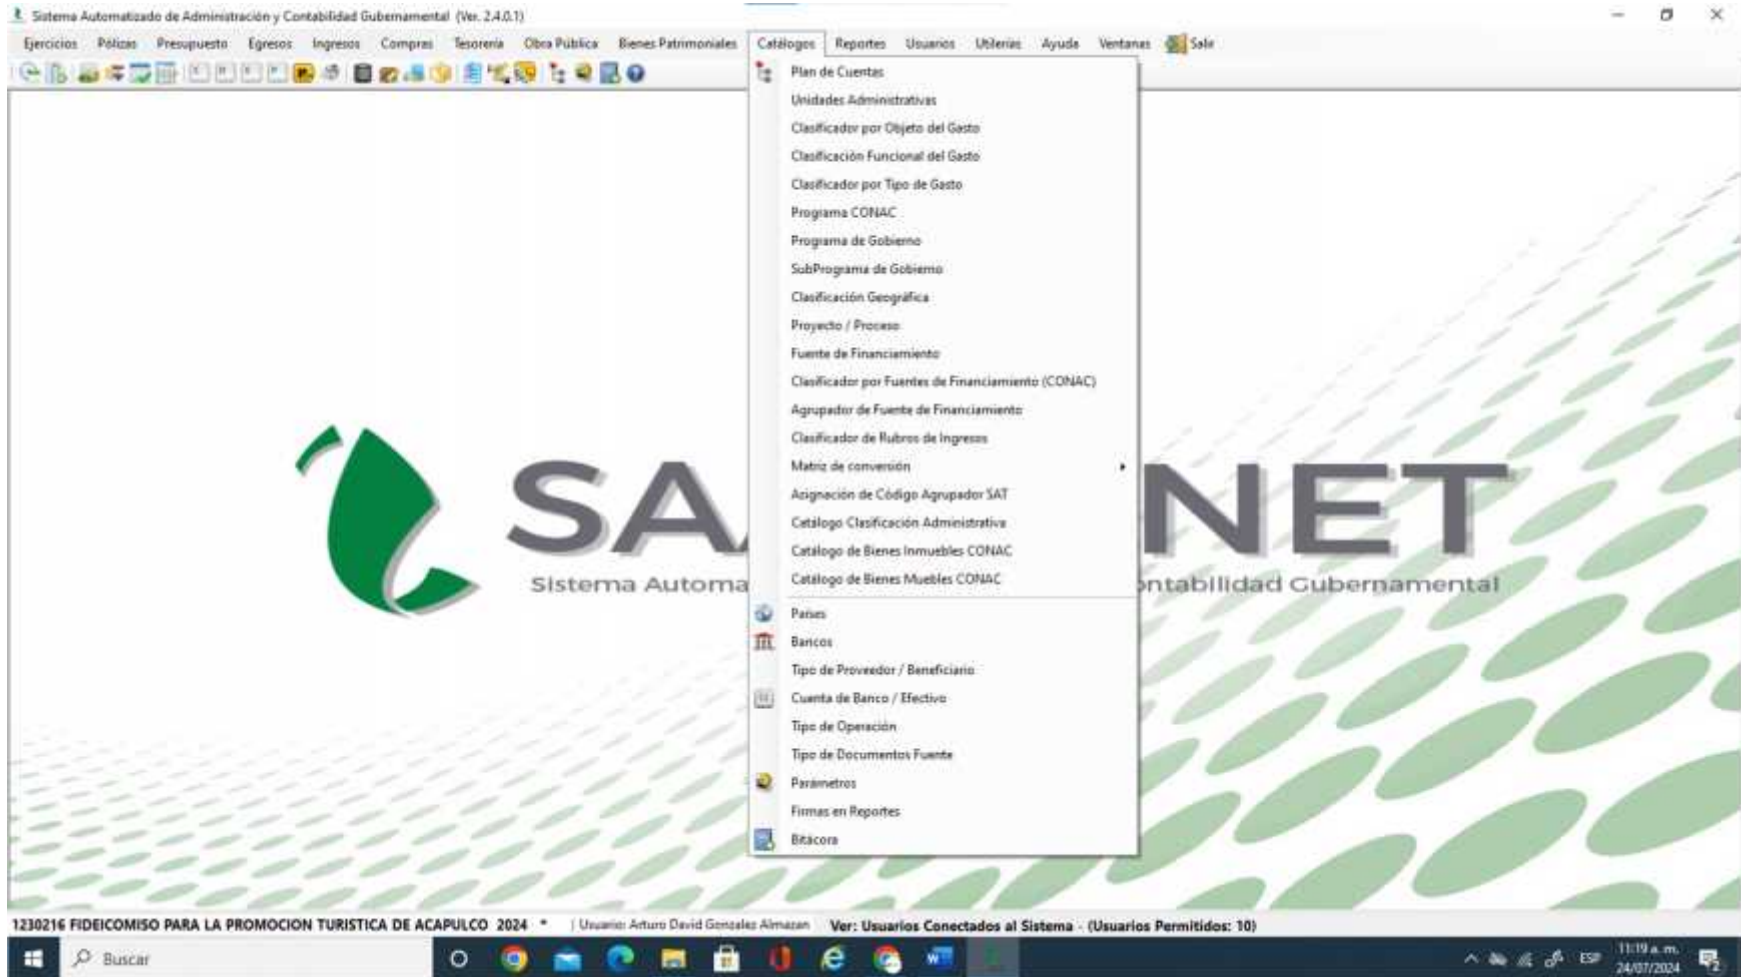 Sistema Automatizado de Administración y Contabilidad Gubernamental (Ver. 2.4.0.1)
Ejercicios Pólizas Presupuesto Egresos Ingresos Compras Tesorería Obra Pública Bienes Patrimoniales Catálogos Reportes Usuarios Utilerías Ayuda Ventanas Salir
Plan de Cuentas
Unidades Administrativas
Clasificador por Objeto del Gasto
Clasificación Funcional del Gasto
Clasificador por Tipo de Gasto
Programa CONAC
Programa de Gobierno
SubPrograma de Gobierno
Clasificación Geográfica
Proyecto / Proceso
Fuente de Financiamiento
Clasificador por Fuentes de Financiamiento (CONAC)
Agrupador de Fuente de Financiamiento
Clasificador de Rubros de Ingresos
Matriz de conversión
Asignación de Código Agrupador SAT
Catálogo Clasificación Administrativa
Catálogo de Bienes Inmuebles CONAC
Catálogo de Bienes Muebles CONAC
Países
Bancos
Tipo de Proveedor / Beneficiario
Cuenta de Banco / Efectivo
Tipo de Operación
Tipo de Documentos Fuente
Parámetros
Firmas en Reportes
Bitácora
SA NET
Sistema Automa ontabilidad Gubernamental
1230216 FIDEICOMISO PARA LA PROMOCION TURISTICA DE ACAPULCO 2024 * | Usuario: Arturo David Gonzalez Almazan Ver: Usuarios Conectados al Sistema - (Usuarios Permitidos: 10)
Buscar
ESP
11:19 a. m.
24/07/2024